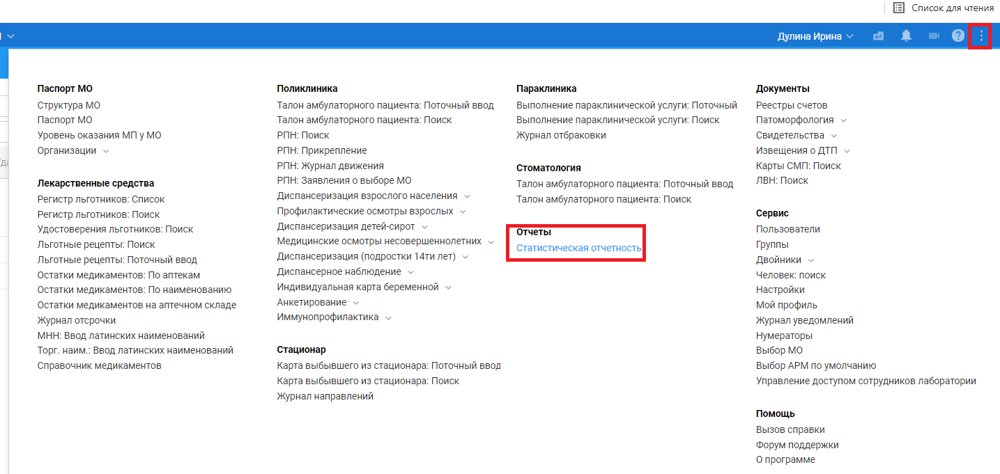 Список для чтения
Дулина Ирина
Паспорт МО
Структура МО
Паспорт МО
Уровень оказания МП у МО
Организации
Лекарственные средства
Регистр льготников: Список
Регистр льготников: Поиск
Удостоверения льготников: Поиск
Льготные рецепты: Поиск
Льготные рецепты: Поточный ввод
Остатки медикаментов: По аптекам
Остатки медикаментов: По наименованию
Остатки медикаментов на аптечном складе
Журнал отсрочки
МНН: Ввод латинских наименований
Торг. наим.: Ввод латинских наименований
Справочник медикаментов
Поликлиника
Талон амбулаторного пациента: Поточный ввод
Талон амбулаторного пациента: Поиск
РПН: Поиск
РПН: Прикрепление
РПН: Журнал движения
РПН: Заявления о выборе МО
Диспансеризация взрослого населения
Профилактические осмотры взрослых
Диспансеризация детей-сирот
Медицинские осмотры несовершеннолетних
Диспансеризация (подростки 14ти лет)
Диспансерное наблюдение
Индивидуальная карта беременной
Анкетирование
Иммунопрофилактика
Стационар
Карта выбывшего из стационара: Поточный ввод
Карта выбывшего из стационара: Поиск
Журнал направлений
Параклиника
Выполнение параклинической услуги: Поточный
Выполнение параклинической услуги: Поиск
Журнал отбраковки
Стоматология
Талон амбулаторного пациента: Поточный ввод
Талон амбулаторного пациента: Поиск
Отчеты
Статистическая отчетность
Документы
Реестры счетов
Патоморфология
Свидетельства
Извещения о ДТП
Карты СМП: Поиск
ЛВН: Поиск
Сервис
Пользователи
Группы
Двойники
Человек: поиск
Настройки
Мой профиль
Журнал уведомлений
Нумераторы
Выбор МО
Выбор АРМ по умолчанию
Управление доступом сотрудников лаборатории
Помощь
Вызов справки
Форум поддержки
О программе